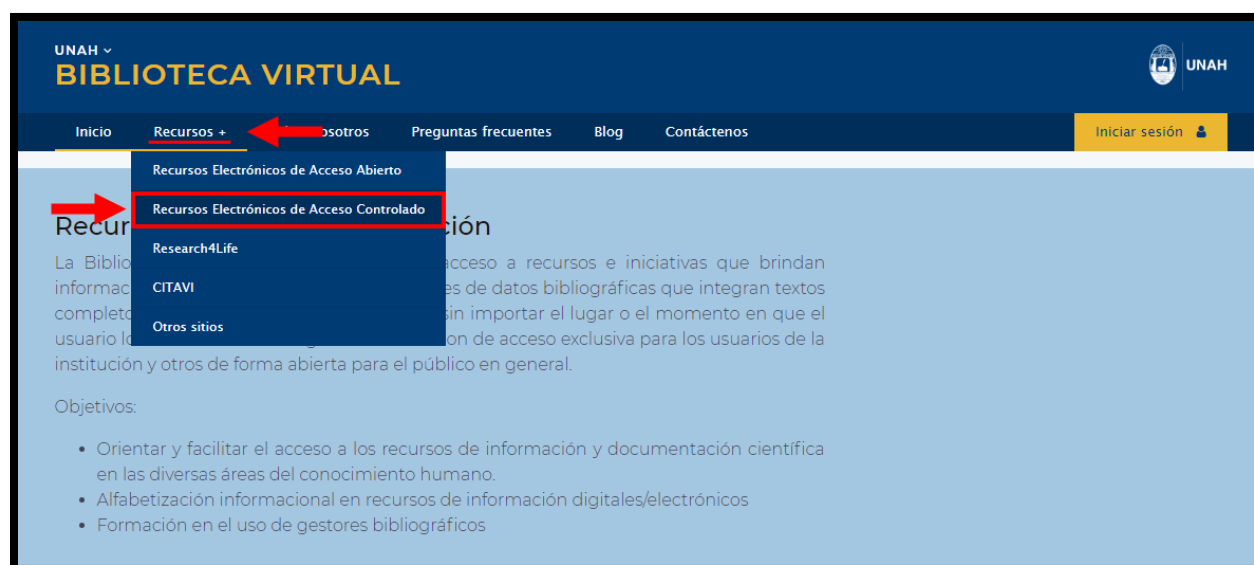 UNAH
BIBLIOTECA VIRTUAL
UNAH
Inicio Recursos + osotros Preguntas frecuentes Blog Contáctenos Iniciar sesión
Recursos Electrónicos de Acceso Abierto
Recursos Electrónicos de Acceso Controlado
Research4Life
CITAVI
Otros sitios
Recur ción
La Biblio acceso a recursos e iniciativas que brindan
informac es de datos bibliográficas que integran textos
completo sin importar el lugar o el momento en que el
usuario lo on de acceso exclusiva para los usuarios de la
institución y otros de forma abierta para el público en general.
Objetivos:
• Orientar y facilitar el acceso a los recursos de información y documentación científica
en las diversas áreas del conocimiento humano.
• Alfabetización informacional en recursos de información digitales/electrónicos
• Formación en el uso de gestores bibliográficos